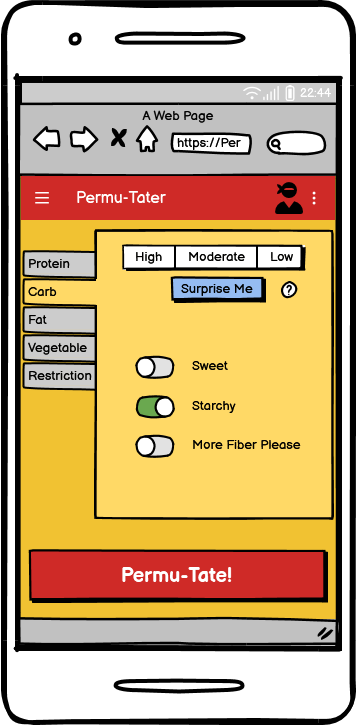 22:44
A Web Page
https://Per
Permu-Tater
High Moderate Low
Surprise Me ?
Protein
Carb
Fat
Vegetable
Restriction
Sweet
Starchy
More Fiber Please
Permu-Tate!